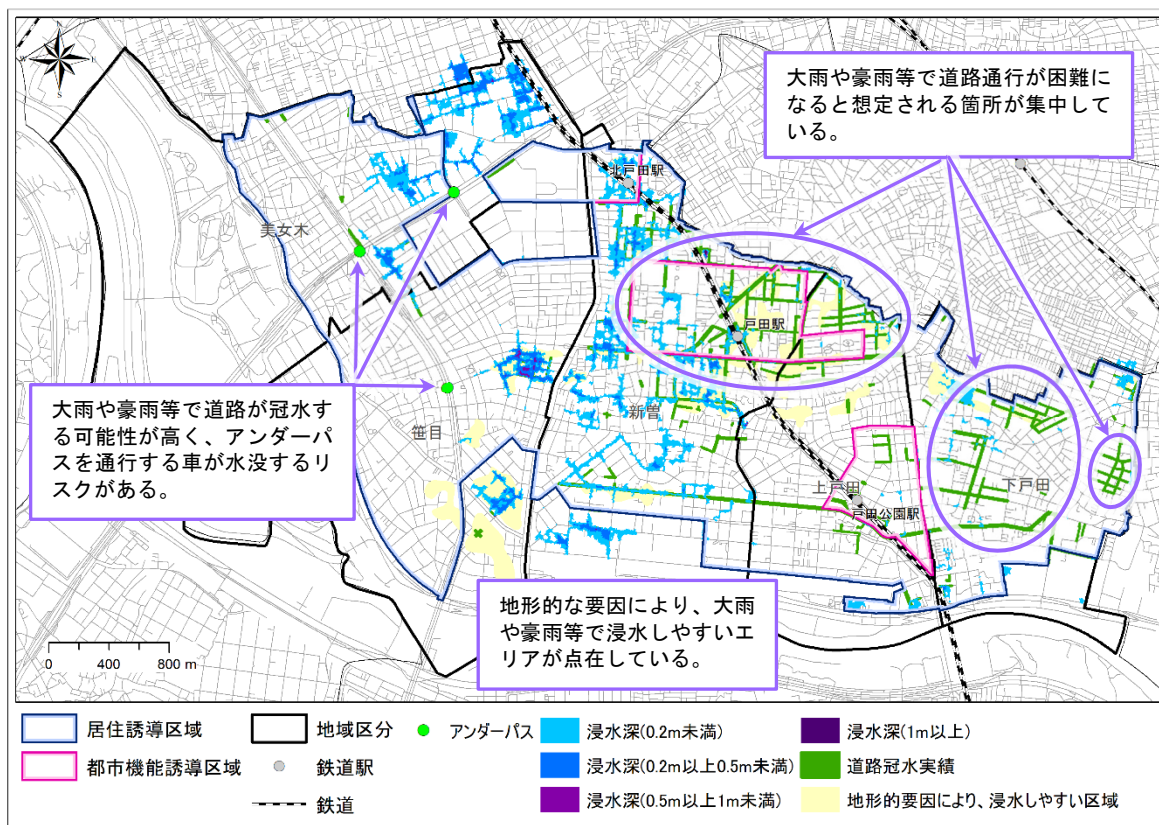 N
W
E
S
大雨や豪雨等で道路通行が困難に
なると想定される箇所が集中して
いる。
北戸田駅
美女木
戸田駅
大雨や豪雨等で道路が冠水す
る可能性が高く、アンダーパ
スを通行する車が水没するリ
スクがある。
笹目
新曽
上戸田
戸田公園駅
下戸田
地形的な要因により、大雨
や豪雨等で浸水しやすいエ
リアが点在している。
0 400 800 m
居住誘導区域
地域区分
アンダーパス
浸水深(0.2m未満)
浸水深(1m以上)
都市機能誘導区域
鉄道駅
浸水深(0.2m以上0.5m未満)
道路冠水実績
鉄道
浸水深(0.5m以上1m未満)
地形的要因により、浸水しやすい区域